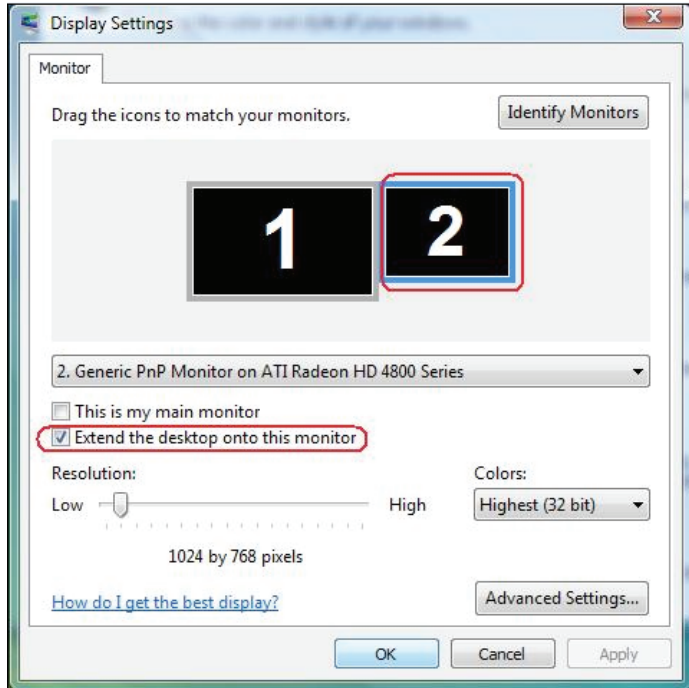 Display Settings
Monitor
Drag the icons to match your monitors.
Identify Monitors
1
2
2. Generic PnP Monitor on ATI Radeon HD 4800 Series
This is my main monitor
Extend the desktop onto this monitor
Resolution:
Colors:
Low
High
Highest (32 bit)
1024 by 768 pixels
How do I get the best display?
Advanced Settings...
OK
Cancel
Apply